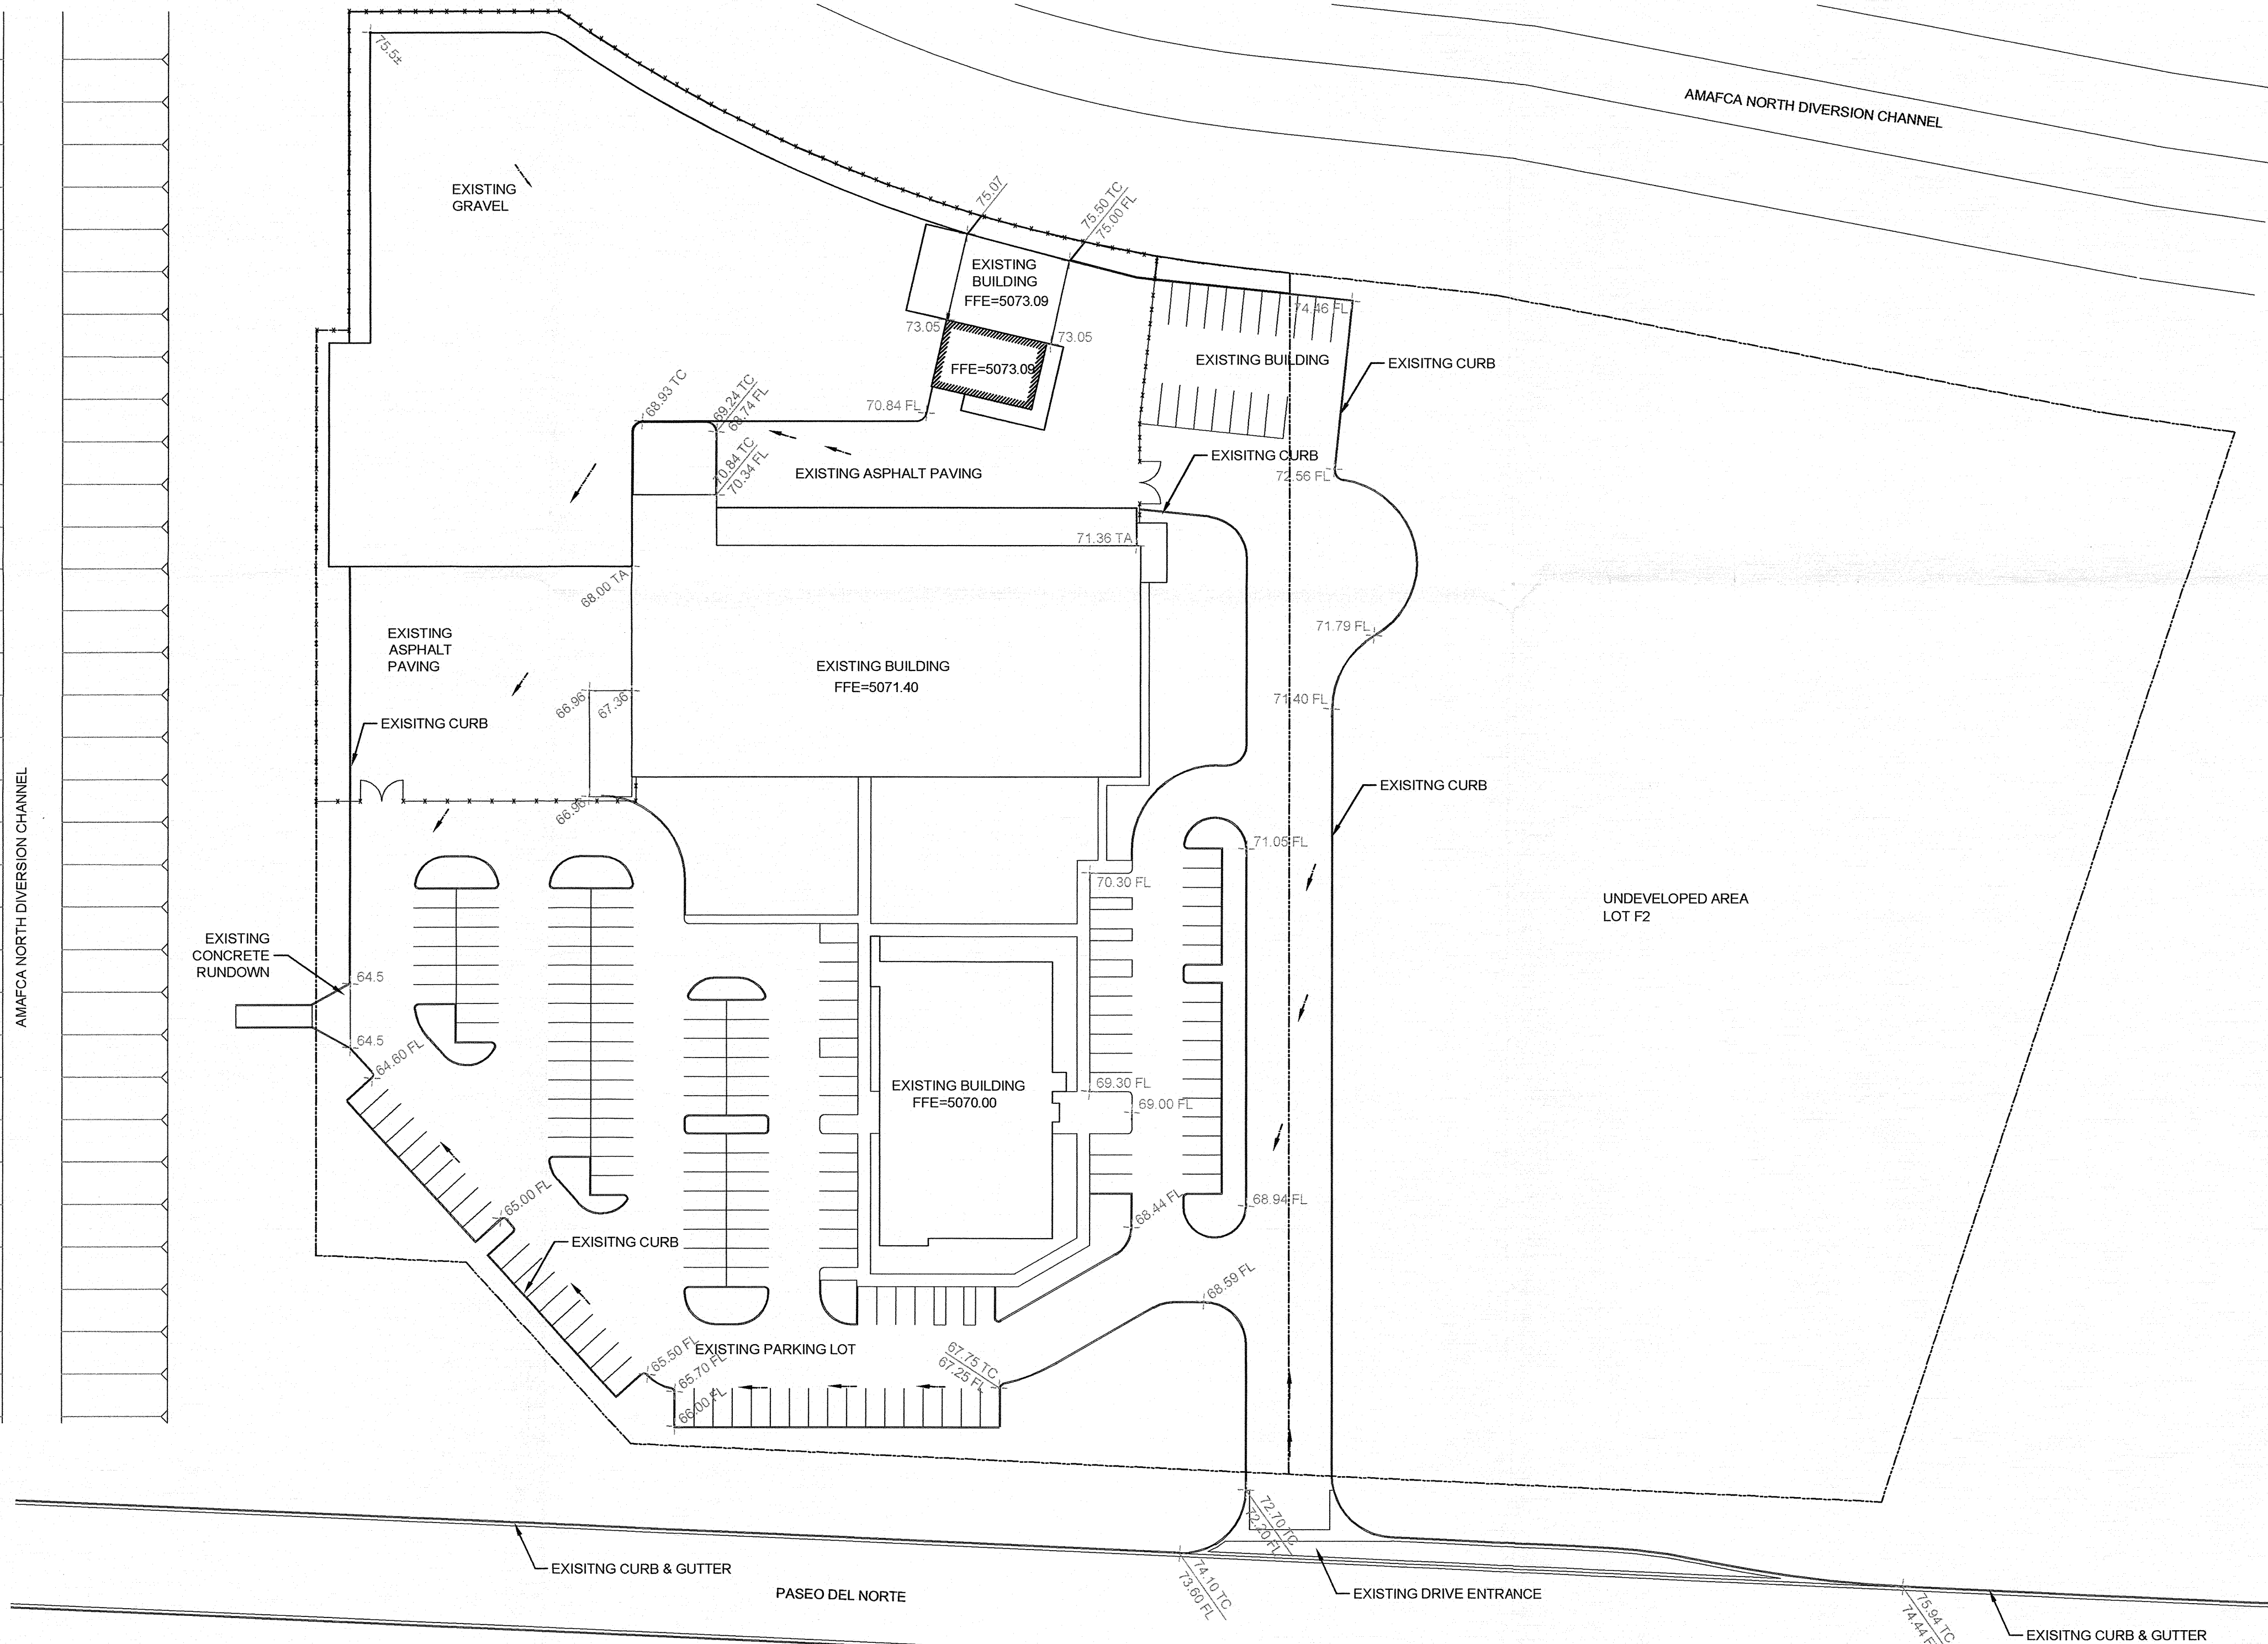 75.5±
AMAFCA NORTH DIVERSION CHANNEL
EXISTING
GRAVEL
75.07
75.50 TC
75.00 FL
EXISTING
BUILDING
FFE=5073.09
74.46 FL
73.05
73.05
EXISTING BUILDING
EXISITNG CURB
FFE=5073.09
68.93 TC
69.24 TC
68.74 FL
70.84 FL
70.84 TC
70.34 FL
EXISTING ASPHALT PAVING
EXISITNG CURB
72.56 FL
71.36 TA
68.00 TA
71.79 FL
EXISTING
ASPHALT
PAVING
EXISTING BUILDING
FFE=5071.40
66.96
67.36
71.40 FL
EXISITNG CURB
EXISITNG CURB
66.96
71.05 FL
70.30 FL
AMAFCA NORTH DIVERSION CHANNEL
UNDEVELOPED AREA
LOT F2
EXISTING
CONCRETE
RUNDOWN
64.5
64.5
64.60 FL
EXISTING BUILDING
FFE=5070.00
69.30 FL
69.00 FL
65.00 FL
68.44 FL
68.94 FL
EXISITNG CURB
68.59 FL
65.50 FL
EXISTING PARKING LOT
65.70 FL
67.75 TC
67.25 FL
66.00 FL
72.70 TC
72.20 FL
EXISITNG CURB & GUTTER
PASEO DEL NORTE
74.10 TC
73.60 FL
EXISTING DRIVE ENTRANCE
75.94 TC
74.44 F
EXISITNG CURB & GUTTER